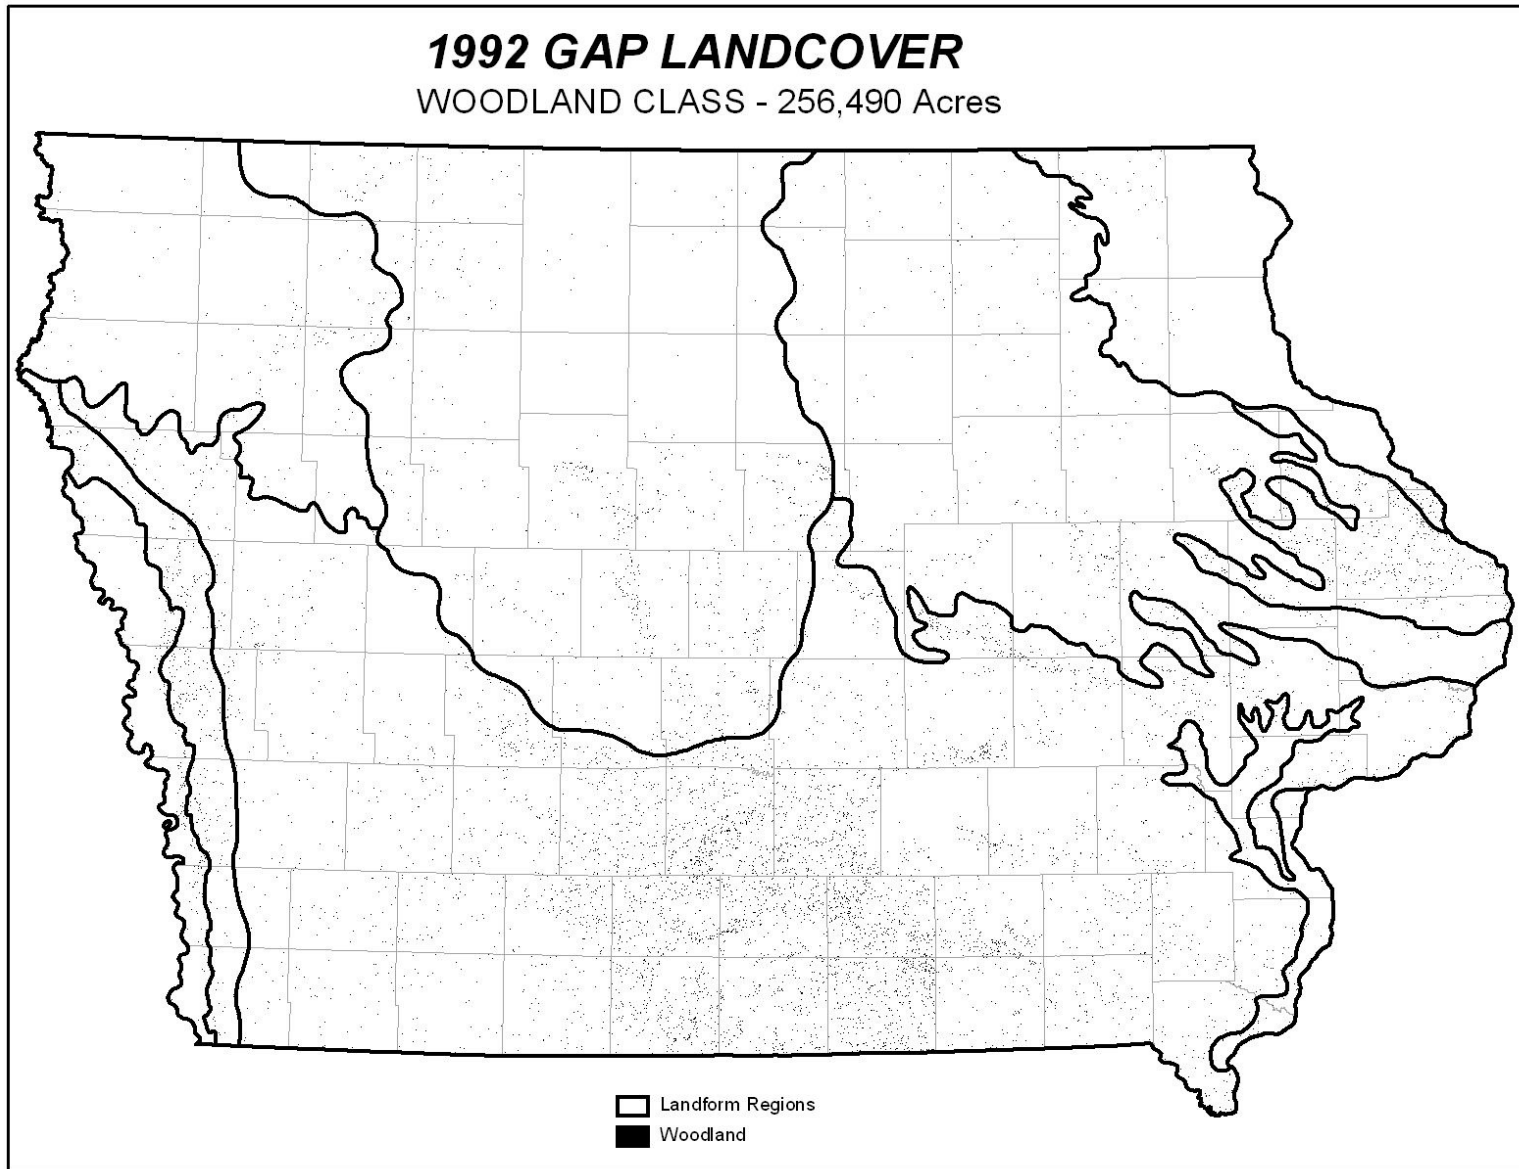 1992 GAP LANDCOVER
WOODLAND CLASS - 256,490 Acres
Landform Regions
Woodland